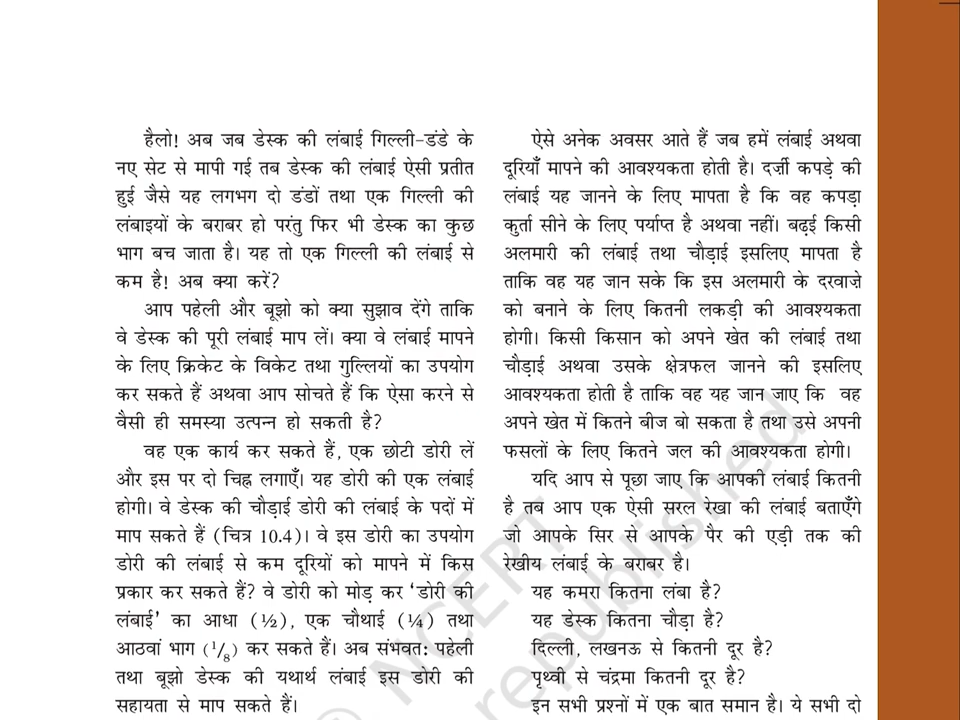 हैलो! अब जब डेस्क की लंबाई गिल्ली-डंडे के
नए सेट से मापी गई तब डेस्क की लंबाई ऐसी प्रतीत
हुई जैसे यह लगभग दो डंडों तथा एक गिल्ली की
लंबाइयों के बराबर हो परंतु फिर भी डेस्क का कुछ
भाग बच जाता है। यह तो एक गिल्ली की लंबाई से
कम है! अब क्या करें?
आप पहेली और बूझो को क्या सुझाव देंगे ताकि
वे डेस्क की पूरी लंबाई माप लें। क्या वे लंबाई मापने
के लिए क्रिकेट के विकेट तथा गुल्लियों का उपयोग
कर सकते हैं अथवा आप सोचते हैं कि ऐसा करने से
वैसी ही समस्या उत्पन्न हो सकती है?
वह एक कार्य कर सकते हैं, एक छोटी डोरी लें
और इस पर दो चिह्न लगाएँ। यह डोरी की एक लंबाई
होगी। वे डेस्क की चौड़ाई डोरी की लंबाई के पदों में
माप सकते हैं (चित्र 10.4)। वे इस डोरी का उपयोग
डोरी की लंबाई से कम दूरियों को मापने में किस
प्रकार कर सकते हैं? वे डोरी को मोड़ कर ‘डोरी की
लंबाई’ का आधा (½), एक चौथाई (¼) तथा
आठवां भाग (1/8) कर सकते हैं। अब संभवत: पहेली
तथा बूझो डेस्क की यथार्थ लंबाई इस डोरी की
सहायता से माप सकते हैं।
ऐसे अनेक अवसर आते हैं जब हमें लंबाई अथवा
दूरियाँ मापने की आवश्यकता होती है। दर्ज़ी कपड़े की
लंबाई यह जानने के लिए मापता है कि वह कपड़ा
कुर्ता सीने के लिए पर्याप्त है अथवा नहीं। बढ़ई किसी
अलमारी की लंबाई तथा चौड़ाई इसलिए मापता है
ताकि वह यह जान सके कि इस अलमारी के दरवाज़े
को बनाने के लिए कितनी लकड़ी की आवश्यकता
होगी। किसी किसान को अपने खेत की लंबाई तथा
चौड़ाई अथवा उसके क्षेत्रफल जानने की इसलिए
आवश्यकता होती है ताकि वह यह जान जाए कि वह
अपने खेत में कितने बीज बो सकता है तथा उसे अपनी
फसलों के लिए कितने जल की आवश्यकता होगी।
यदि आप से पूछा जाए कि आपकी लंबाई कितनी
है तब आप एक ऐसी सरल रेखा की लंबाई बताएँगे
जो आपके सिर से आपके पैर की एड़ी तक की
रेखीय लंबाई के बराबर है।
यह कमरा कितना लंबा है?
यह डेस्क कितना चौड़ा है?
दिल्ली, लखनऊ से कितनी दूर है?
पृथ्वी से चंद्रमा कितनी दूर है?
इन सभी प्रश्नों में एक बात समान है। ये सभी दो
© NCERT
republished